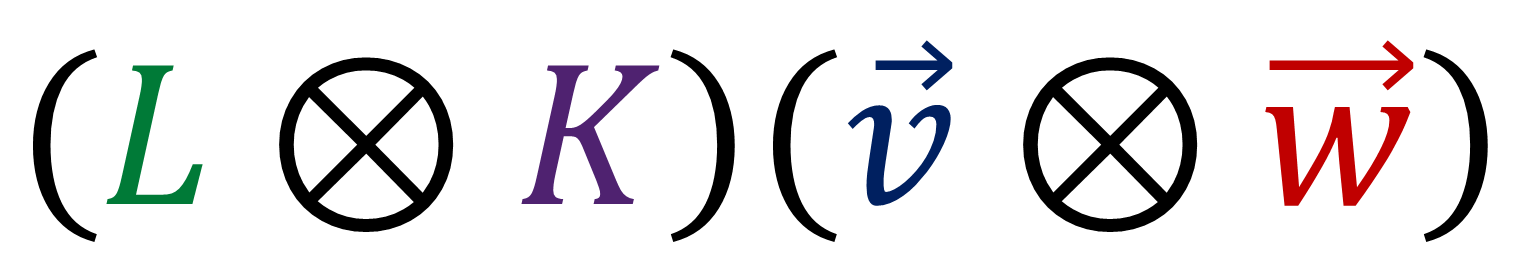 (L ⊗ K)(v⃗ ⊗ w⃗)